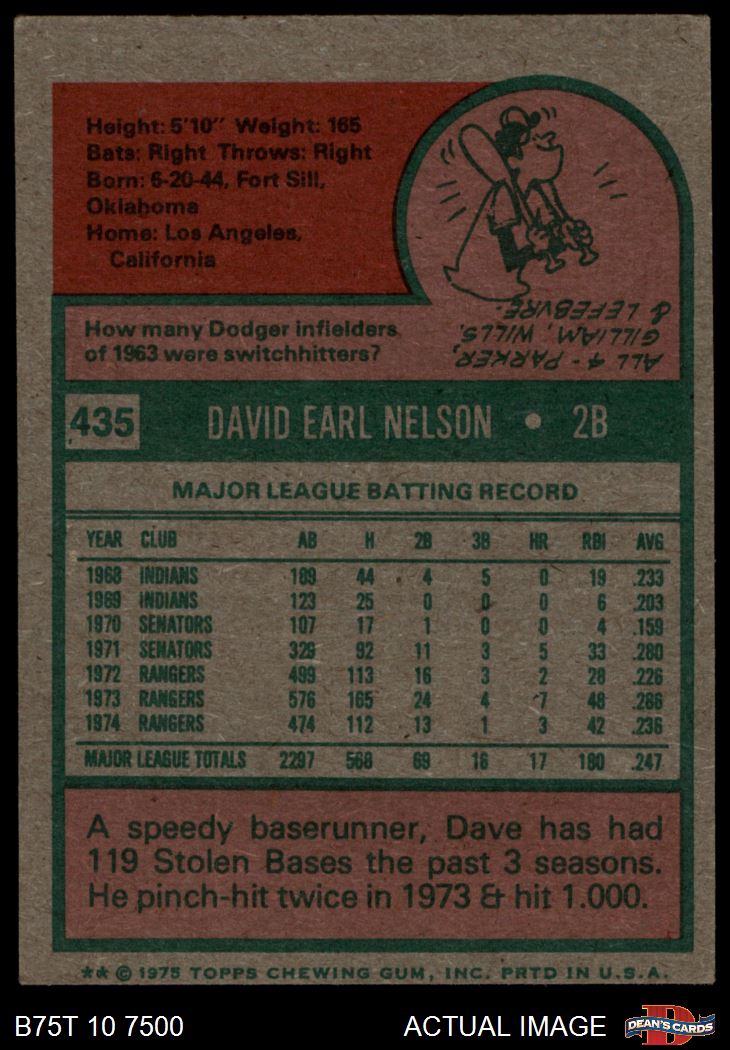 Height: 5'10" Weight: 165
Bats: Right Throws: Right
Born: 6-20-44, Fort Sill,
Oklahoma
Home: Los Angeles,
California
How many Dodger infielders
of 1963 were switchhitters?
ALL 4 - PARKER,
GILLIAM, WILLS,
& LEFEBVRE.
435 DAVID EARL NELSON • 2B
MAJOR LEAGUE BATTING RECORD
YEAR CLUB AB H 2B 3B HR RBI AVG
1968 INDIANS 189 44 4 5 0 19 .233
1969 INDIANS 123 25 0 0 0 6 .203
1970 SENATORS 107 17 1 0 0 4 .159
1971 SENATORS 329 92 11 3 5 33 .280
1972 RANGERS 499 113 16 3 2 28 .226
1973 RANGERS 576 165 24 4 7 48 .286
1974 RANGERS 474 112 13 1 3 42 .236
MAJOR LEAGUE TOTALS 2297 568 69 16 17 180 .247
A speedy baserunner, Dave has had
119 Stolen Bases the past 3 seasons.
He pinch-hit twice in 1973 & hit 1.000.
** © 1975 TOPPS CHEWING GUM, INC. PRTD IN U.S.A.
B75T 10 7500 ACTUAL IMAGE
D
DEAN'S CARDS